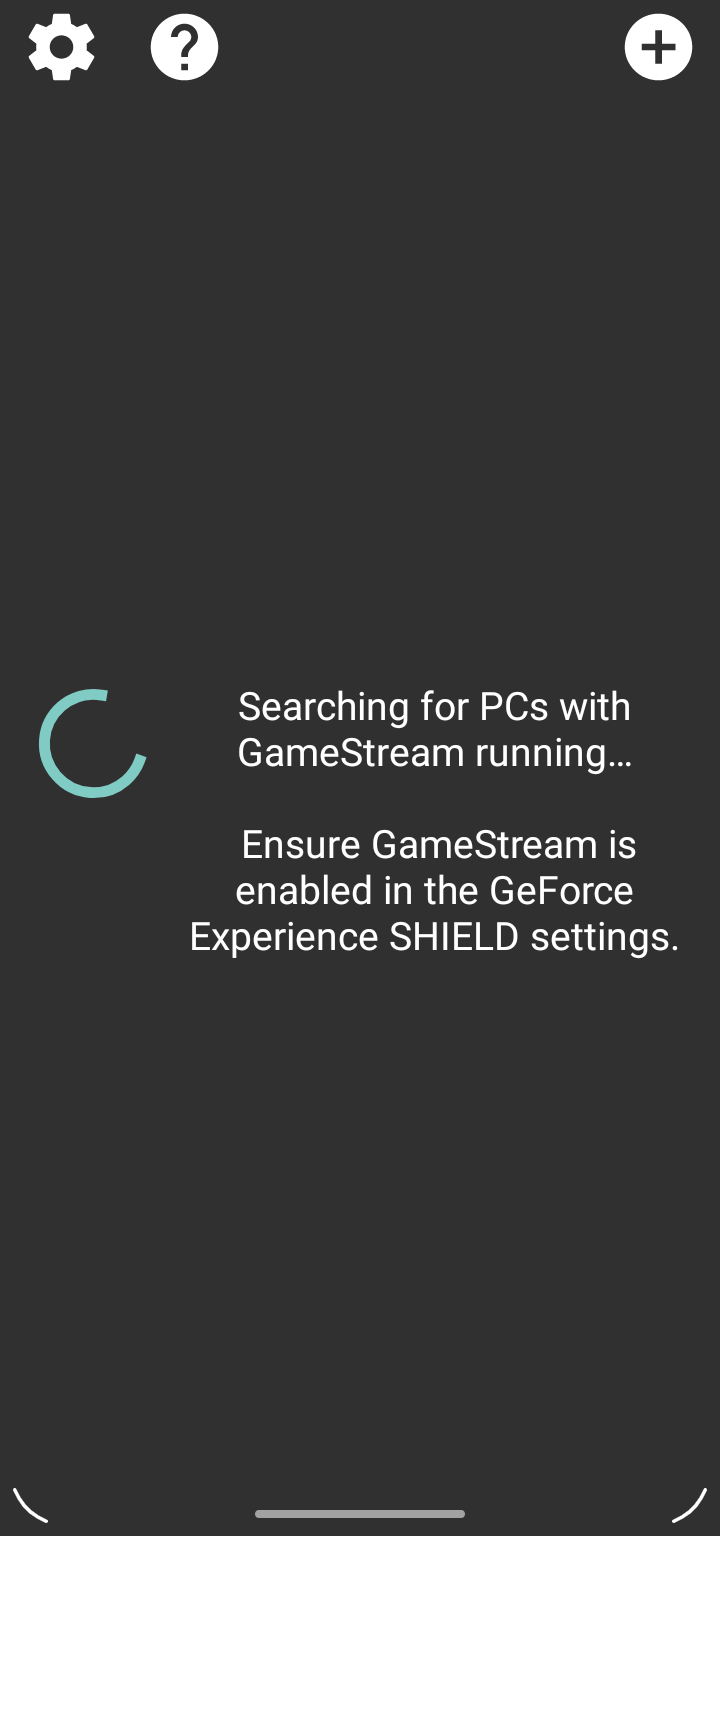 Searching for PCs with
GameStream running…
Ensure GameStream is
enabled in the GeForce
Experience SHIELD settings.